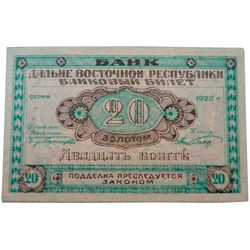 БАНК
ДАЛЬНЕ ВОСТОЧНОЙ РЕСПУБЛИКИ
БАНКОВЫЙ БИЛЕТ
СЕРИЯ 1922 г
20
ЗОЛОТОМ
Двадцать копеек
20 ПОДДЕЛКА ПРЕСЛЕДУЕТСЯ 20
ЗАКОНОМ